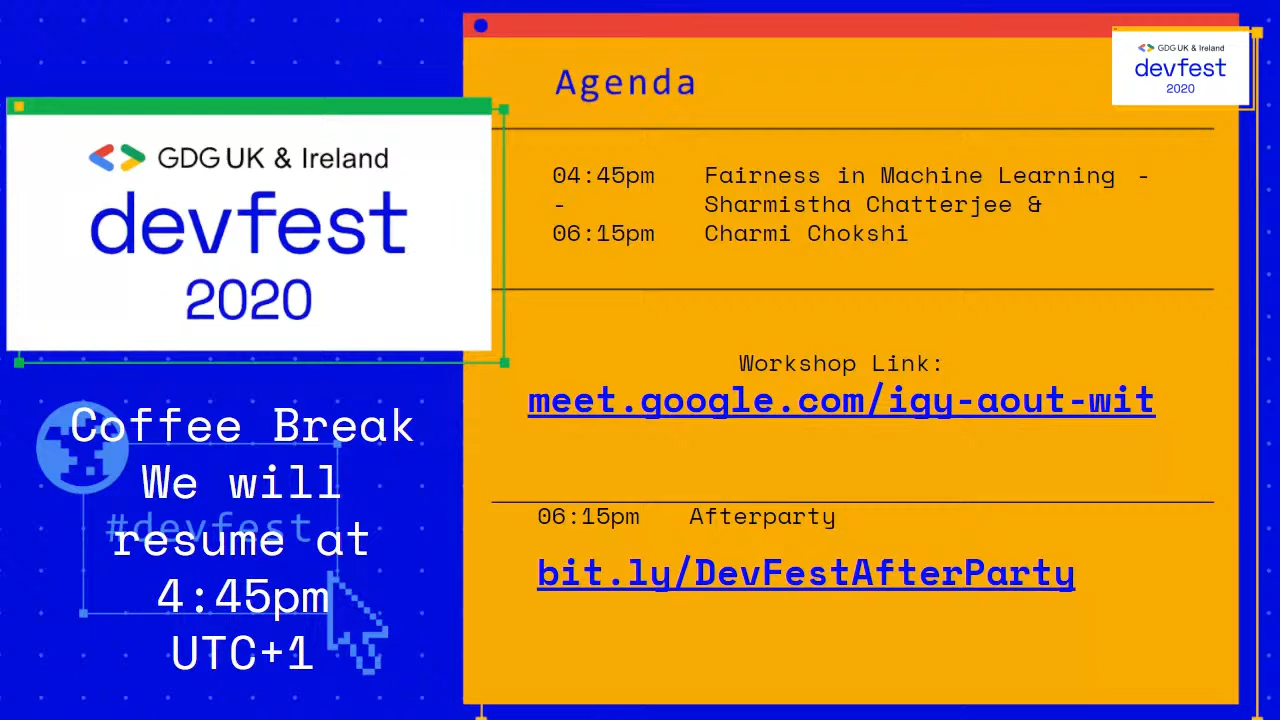 Agenda
GDG UK & Ireland
devfest
2020
GDG UK & Ireland
devfest
2020
04:45pm Fairness in Machine Learning -
- Sharmistha Chatterjee &
06:15pm Charmi Chokshi
Workshop Link:
meet.google.com/igy-aout-wit
06:15pm Afterparty
bit.ly/DevFestAfterParty
Coffee Break
We will
#devfest
resume at
4:45pm
UTC+1